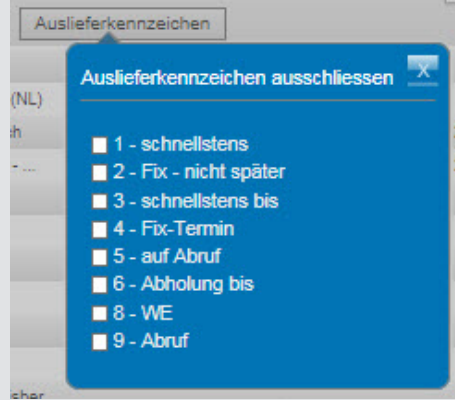 Auslieferkennzeichen
Auslieferkennzeichen ausschliessen X
(NL)
h
- ...
1 - schnellstens
2 - Fix - nicht später
3 - schnellstens bis
4 - Fix-Termin
5 - auf Abruf
6 - Abholung bis
8 - WE
9 - Abruf